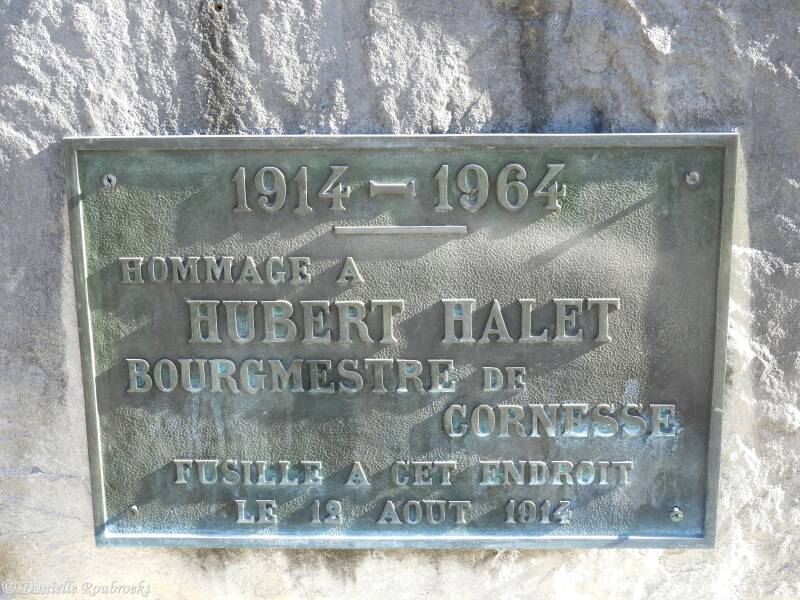 1914 – 1964
HOMMAGE A
HUBERT HALET
BOURGMESTRE DE
CORNESSE
FUSILLE A CET ENDROIT
LE 12 AOUT 1914
© Danielle Roubroeks